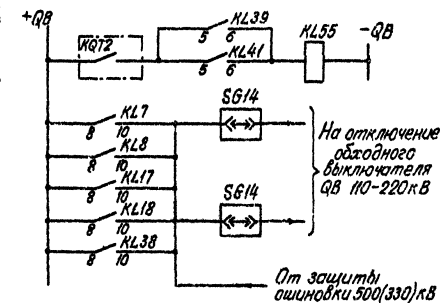 +QB
KL39
5 6
KQT2
KL41
5 6
KL55
-QB
KL7
8 10
SG14
KL8
8 10
KL17
8 10
KL18
8 10
SG14
KL38
8 10
На отключение
обходного
выключателя
QB 110-220кВ
От защиты
ошиновки 500(330)кВ